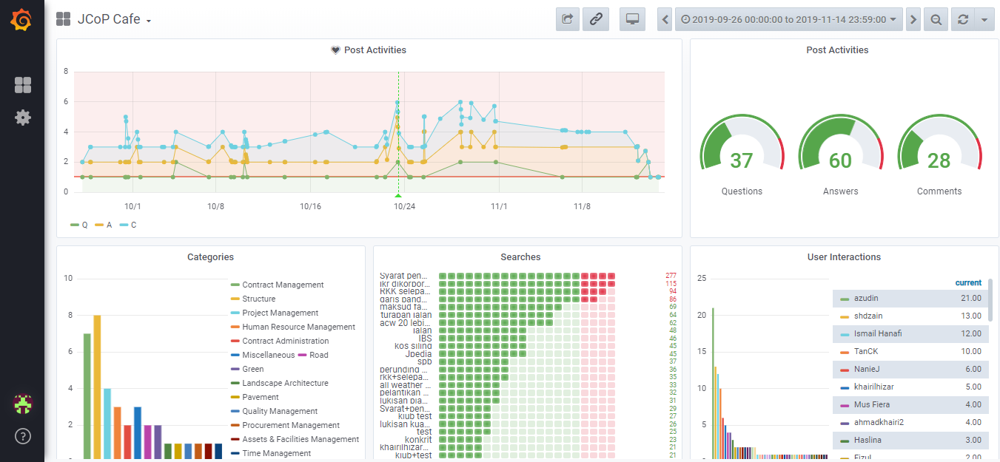 JCoP Cafe
2019-09-26 00:00:00 to 2019-11-14 23:59:00
Post Activities
8
6
4
2
0
10/1 10/8 10/16 10/24 11/1 11/8
Q A C
Post Activities
37 60 28
Questions Answers Comments
Categories
10
8
6
4
2
Contract Management
Structure
Project Management
Human Resource Management
Contract Administration
Miscellaneous Road
Green
Landscape Architecture
Pavement
Quality Management
Procurement Management
Assets & Facilities Management
Time Management
Searches
Syarat pen... 277
ikr dikorpor... 115
RKK selepa... 94
daris pand... 86
maksud fa... 69
turapan jalan 64
acw 20 lebi... 62
jalan 48
IBS 46
kos siling 45
Jpedia 45
spb 37
perunding ... 36
rkk+selepa... 35
all weather ... 33
pelantikan ... 32
lukisan pia... 31
Syarat+pen... 29
klub test 27
lukisan kua... 26
test 25
konkrit 23
khairilhizar... 21
klub+test 21
User Interactions
25
20
15
10
5
current
azudin 21.00
shdzain 13.00
Ismail Hanafi 12.00
TanCK 10.00
NanieJ 6.00
khairilhizar 5.00
Mus Fiera 4.00
ahmadkhairi2 4.00
Haslina 3.00
Fizul 2.00